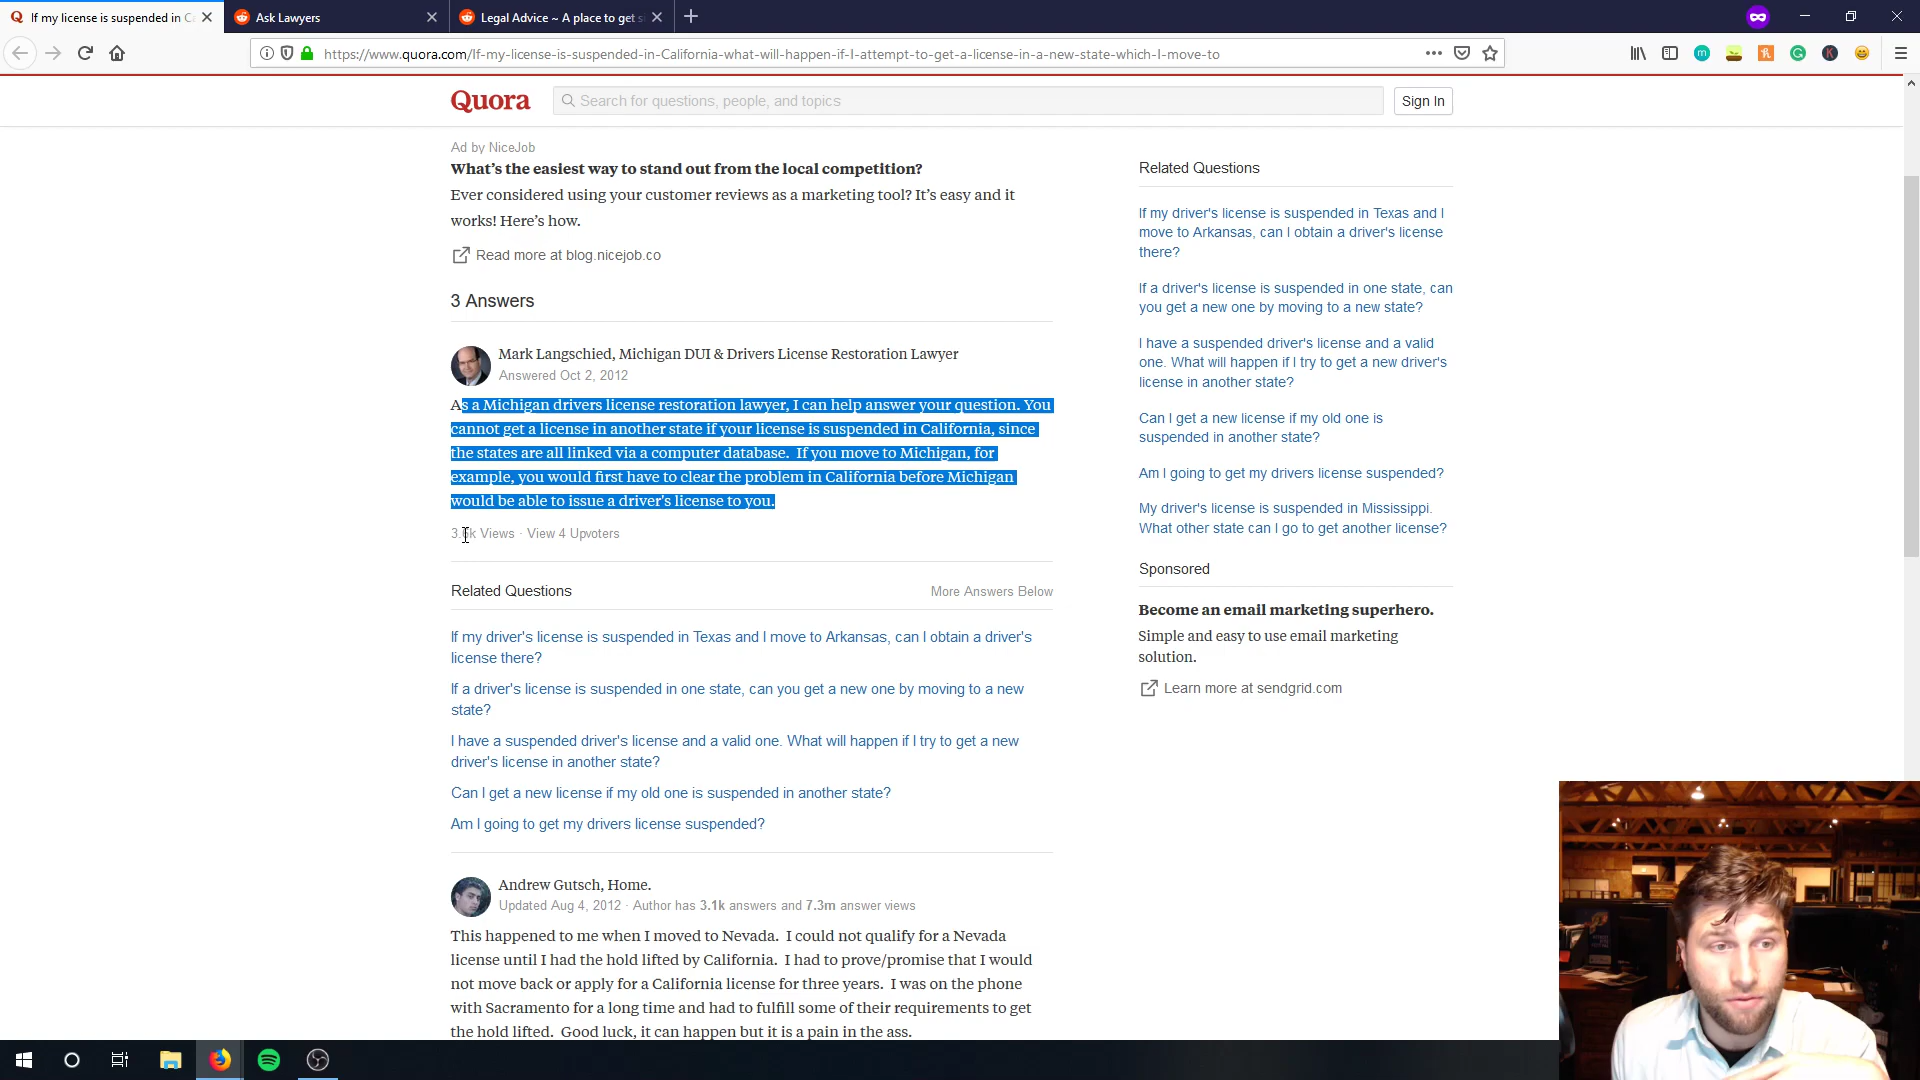 If my license is suspended in Ca
Ask Lawyers
Legal Advice ~ A place to get s
https://www.quora.com/If-my-license-is-suspended-in-California-what-will-happen-if-I-attempt-to-get-a-license-in-a-new-state-which-I-move-to
Quora
Search for questions, people, and topics
Sign In
Ad by NiceJob
What's the easiest way to stand out from the local competition?
Ever considered using your customer reviews as a marketing tool? It's easy and it
works! Here's how.
Read more at blog.nicejob.co
3 Answers
Mark Langschied, Michigan DUI & Drivers License Restoration Lawyer
Answered Oct 2, 2012
As a Michigan drivers license restoration lawyer, I can help answer your question. You
cannot get a license in another state if your license is suspended in California, since
the states are all linked via a computer database.  If you move to Michigan, for
example, you would first have to clear the problem in California before Michigan
would be able to issue a driver's license to you.
Views · View 4 Upvoters
Related Questions
More Answers Below
If my driver's license is suspended in Texas and I move to Arkansas, can I obtain a driver's
license there?
If a driver's license is suspended in one state, can you get a new one by moving to a new
state?
I have a suspended driver's license and a valid one. What will happen if I try to get a new
driver's license in another state?
Can I get a new license if my old one is suspended in another state?
Am I going to get my drivers license suspended?
Andrew Gutsch, Home.
Updated Aug 4, 2012 · Author has 3.1k answers and 7.3m answer views
This happened to me when I moved to Nevada.  I could not qualify for a Nevada
license until I had the hold lifted by California.  I had to prove/promise that I would
not move back or apply for a California license for three years.  I was on the phone
with Sacramento for a long time and had to fulfill some of their requirements to get
the hold lifted.  Good luck, it can happen but it is a pain in the ass.
Related Questions
If my driver's license is suspended in Texas and I
move to Arkansas, can I obtain a driver's license
there?
If a driver's license is suspended in one state, can
you get a new one by moving to a new state?
I have a suspended driver's license and a valid
one. What will happen if I try to get a new driver's
license in another state?
Can I get a new license if my old one is
suspended in another state?
Am I going to get my drivers license suspended?
My driver's license is suspended in Mississippi.
What other state can I go to get another license?
Sponsored
Become an email marketing superhero.
Simple and easy to use email marketing
solution.
Learn more at sendgrid.com